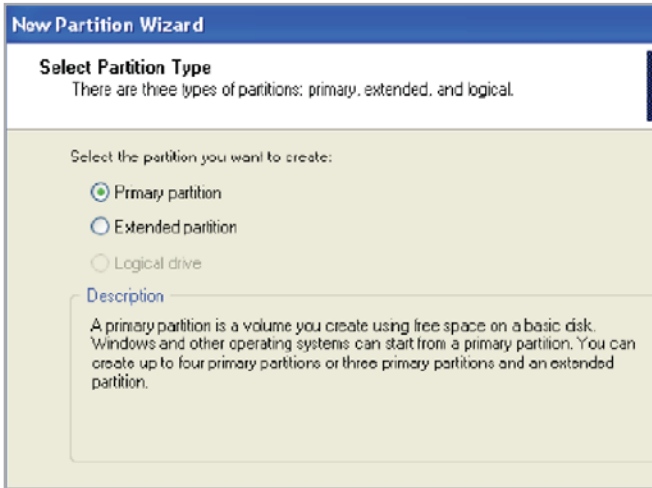 New Partition Wizard
Select Partition Type
There are three types of partitions: primary, extended, and logical.
Select the partition you want to create:
Primary partition
Extended partition
Logical drive
Description
A primary partition is a volume you create using free space on a basic disk.
Windows and other operating systems can start from a primary partition. You can
create up to four primary partitions or three primary partitions and an extended
partition.